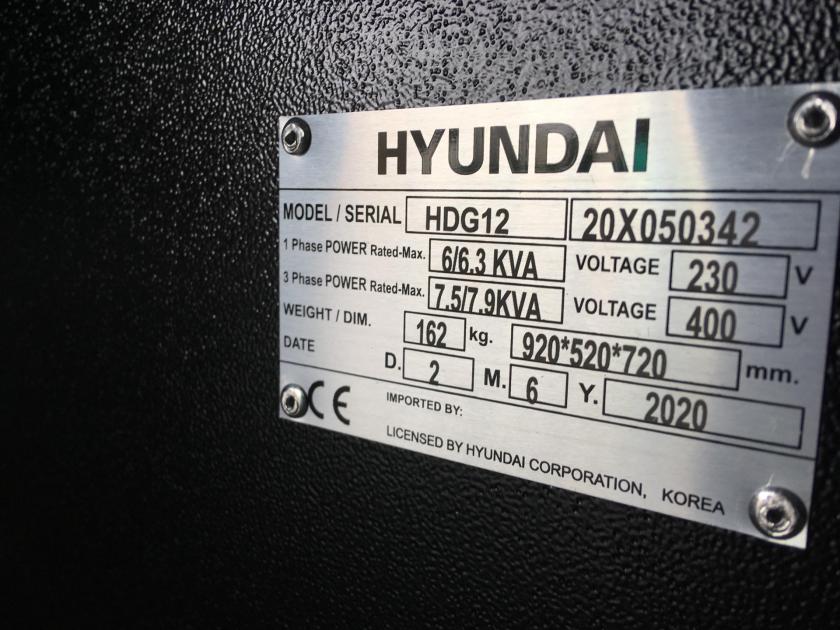 HYUNDAI
MODEL / SERIAL HDG12 20X050342
1 Phase POWER Rated-Max. 6/6.3 KVA VOLTAGE 230 V
3 Phase POWER Rated-Max. 7.5/7.9KVA VOLTAGE 400 V
WEIGHT / DIM. 162 kg. 920*520*720 mm.
DATE D. 2 M. 6 Y. 2020
CE IMPORTED BY:
LICENSED BY HYUNDAI CORPORATION, KOREA